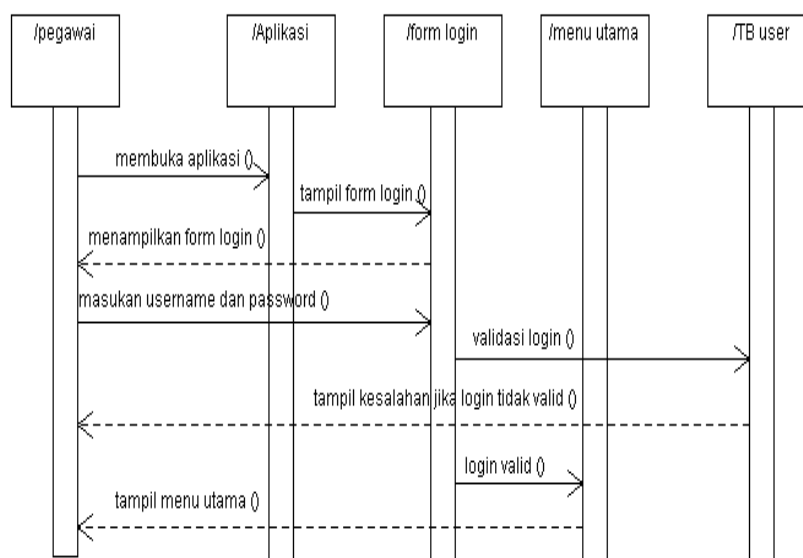 /pegawai
/Aplikasi
/form login
/menu utama
/TB user
membuka aplikasi ()
tampil form login ()
menampilkan form login ()
masukan username dan password ()
validasi login ()
tampil kesalahan jika login tidak valid ()
login valid ()
tampil menu utama ()